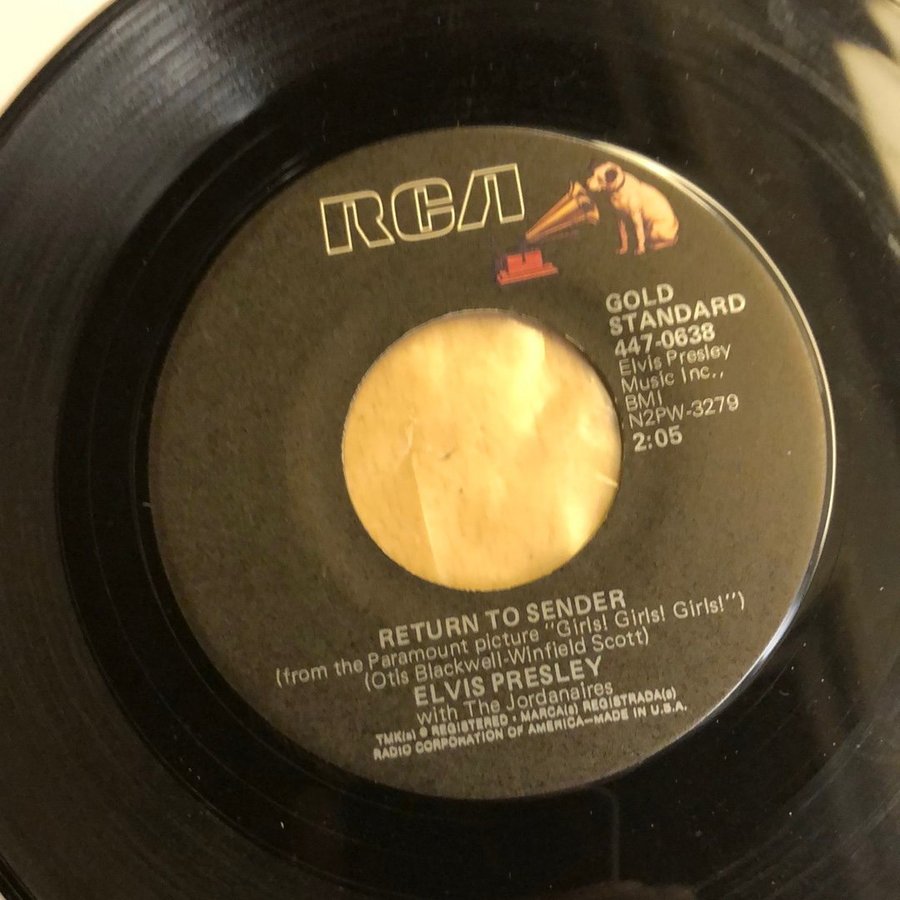 RCA
GOLD
STANDARD
447-0638
Elvis Presley
Music Inc.,
BMI
N2PW-3279
2:05
RETURN TO SENDER
(from the Paramount picture "Girls! Girls! Girls!")
(Otis Blackwell-Winfield Scott)
ELVIS PRESLEY
with The Jordanaires
TMK(s) ® REGISTERED • MARCA(s) REGISTRADA(s)
RADIO CORPORATION OF AMERICA—MADE IN U.S.A.